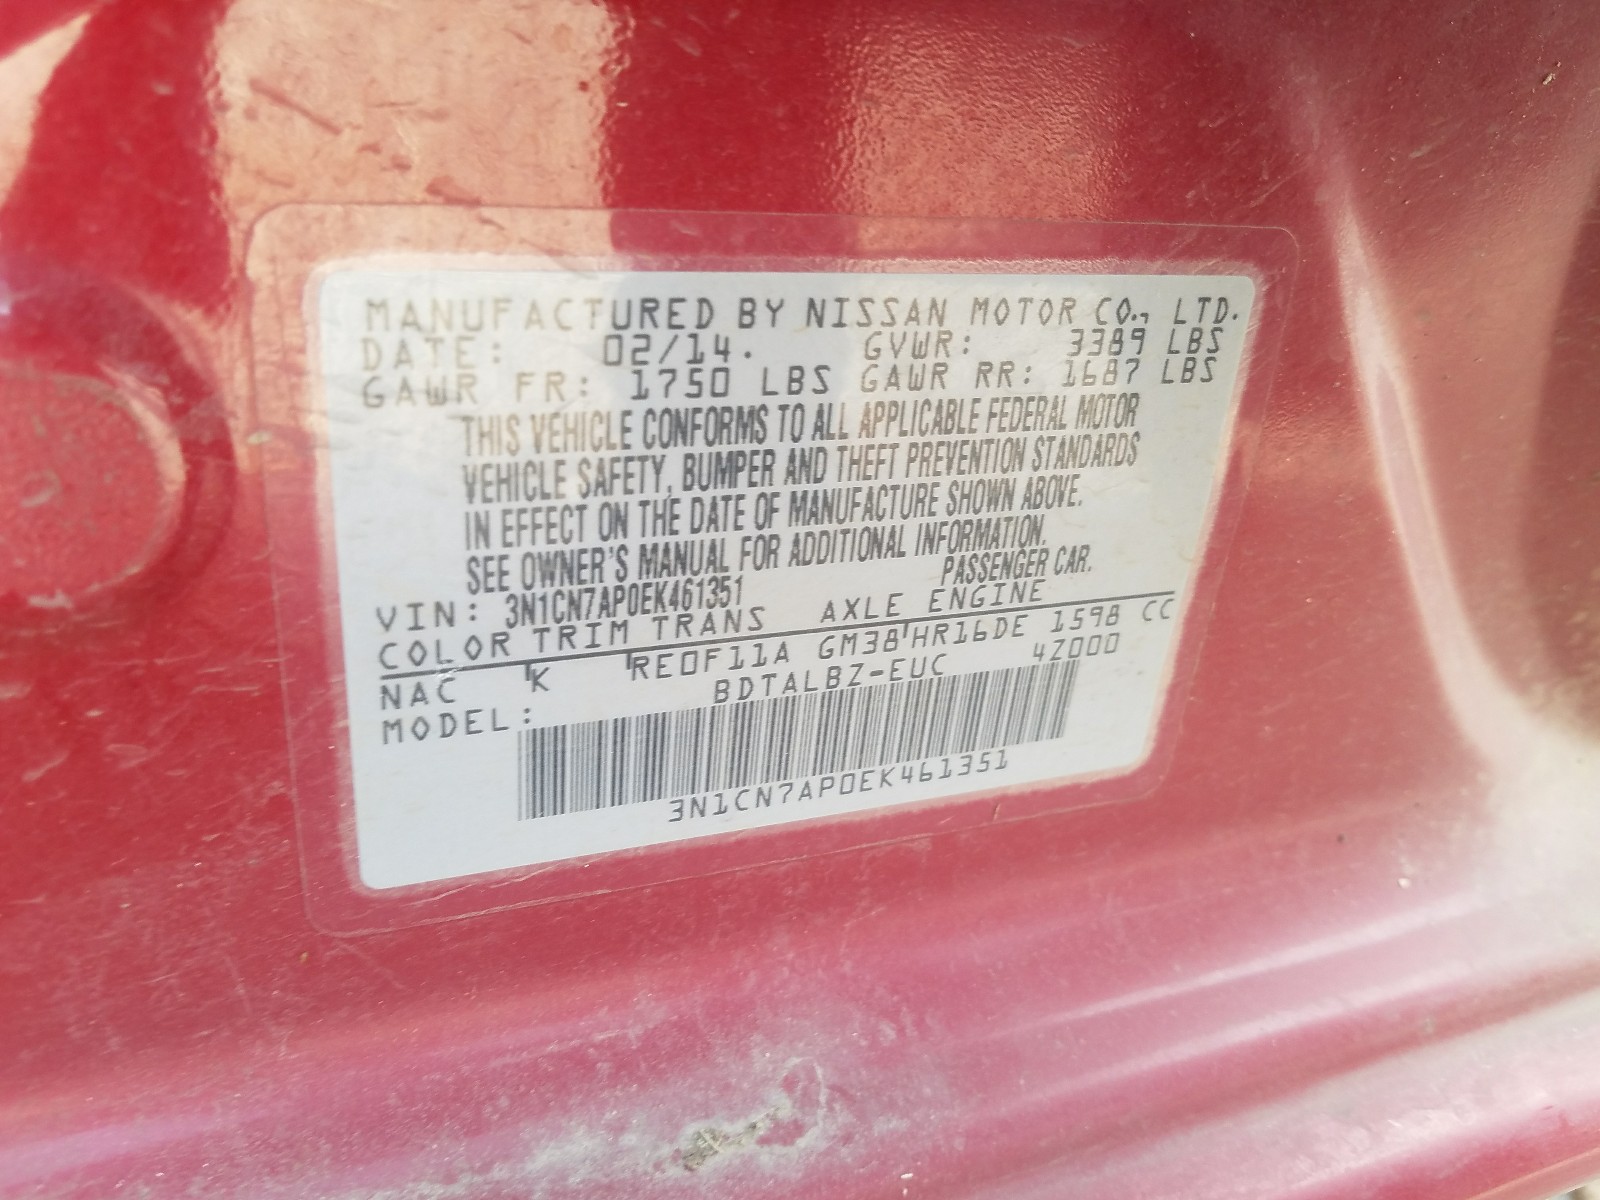 MANUFACTURED BY NISSAN MOTOR CO., LTD.
DATE: 02/14. GVWR: 3389 LBS
GAWR FR: 1750 LBS GAWR RR: 1687 LBS
THIS VEHICLE CONFORMS TO ALL APPLICABLE FEDERAL MOTOR
VEHICLE SAFETY, BUMPER AND THEFT PREVENTION STANDARDS
IN EFFECT ON THE DATE OF MANUFACTURE SHOWN ABOVE.
SEE OWNER'S MANUAL FOR ADDITIONAL INFORMATION.
VIN: 3N1CN7AP0EK461351 PASSENGER CAR.
COLOR TRIM TRANS AXLE ENGINE
NAC K RE0F11A GM38 HR16DE 1598 CC
MODEL: BDTALBZ-EUC 4Z000
3N1CN7AP0EK461351